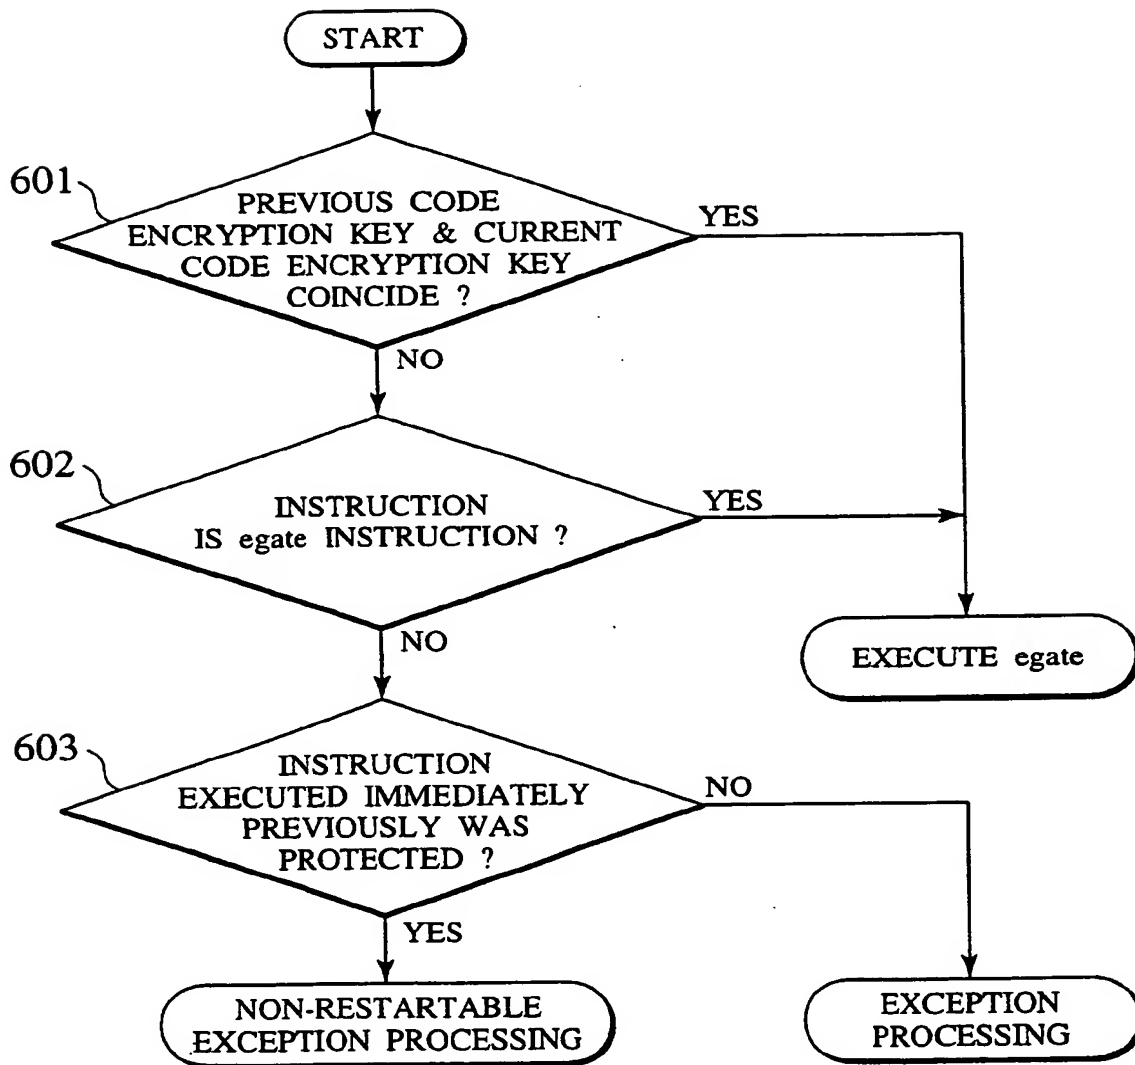 START
601
PREVIOUS CODE
ENCRYPTION KEY & CURRENT
CODE ENCRYPTION KEY
COINCIDE ?
YES
NO
602
INSTRUCTION
IS egate INSTRUCTION ?
YES
NO
EXECUTE egate
603
INSTRUCTION
EXECUTED IMMEDIATELY
PREVIOUSLY WAS
PROTECTED ?
NO
YES
NON-RESTARTABLE
EXCEPTION PROCESSING
EXCEPTION
PROCESSING